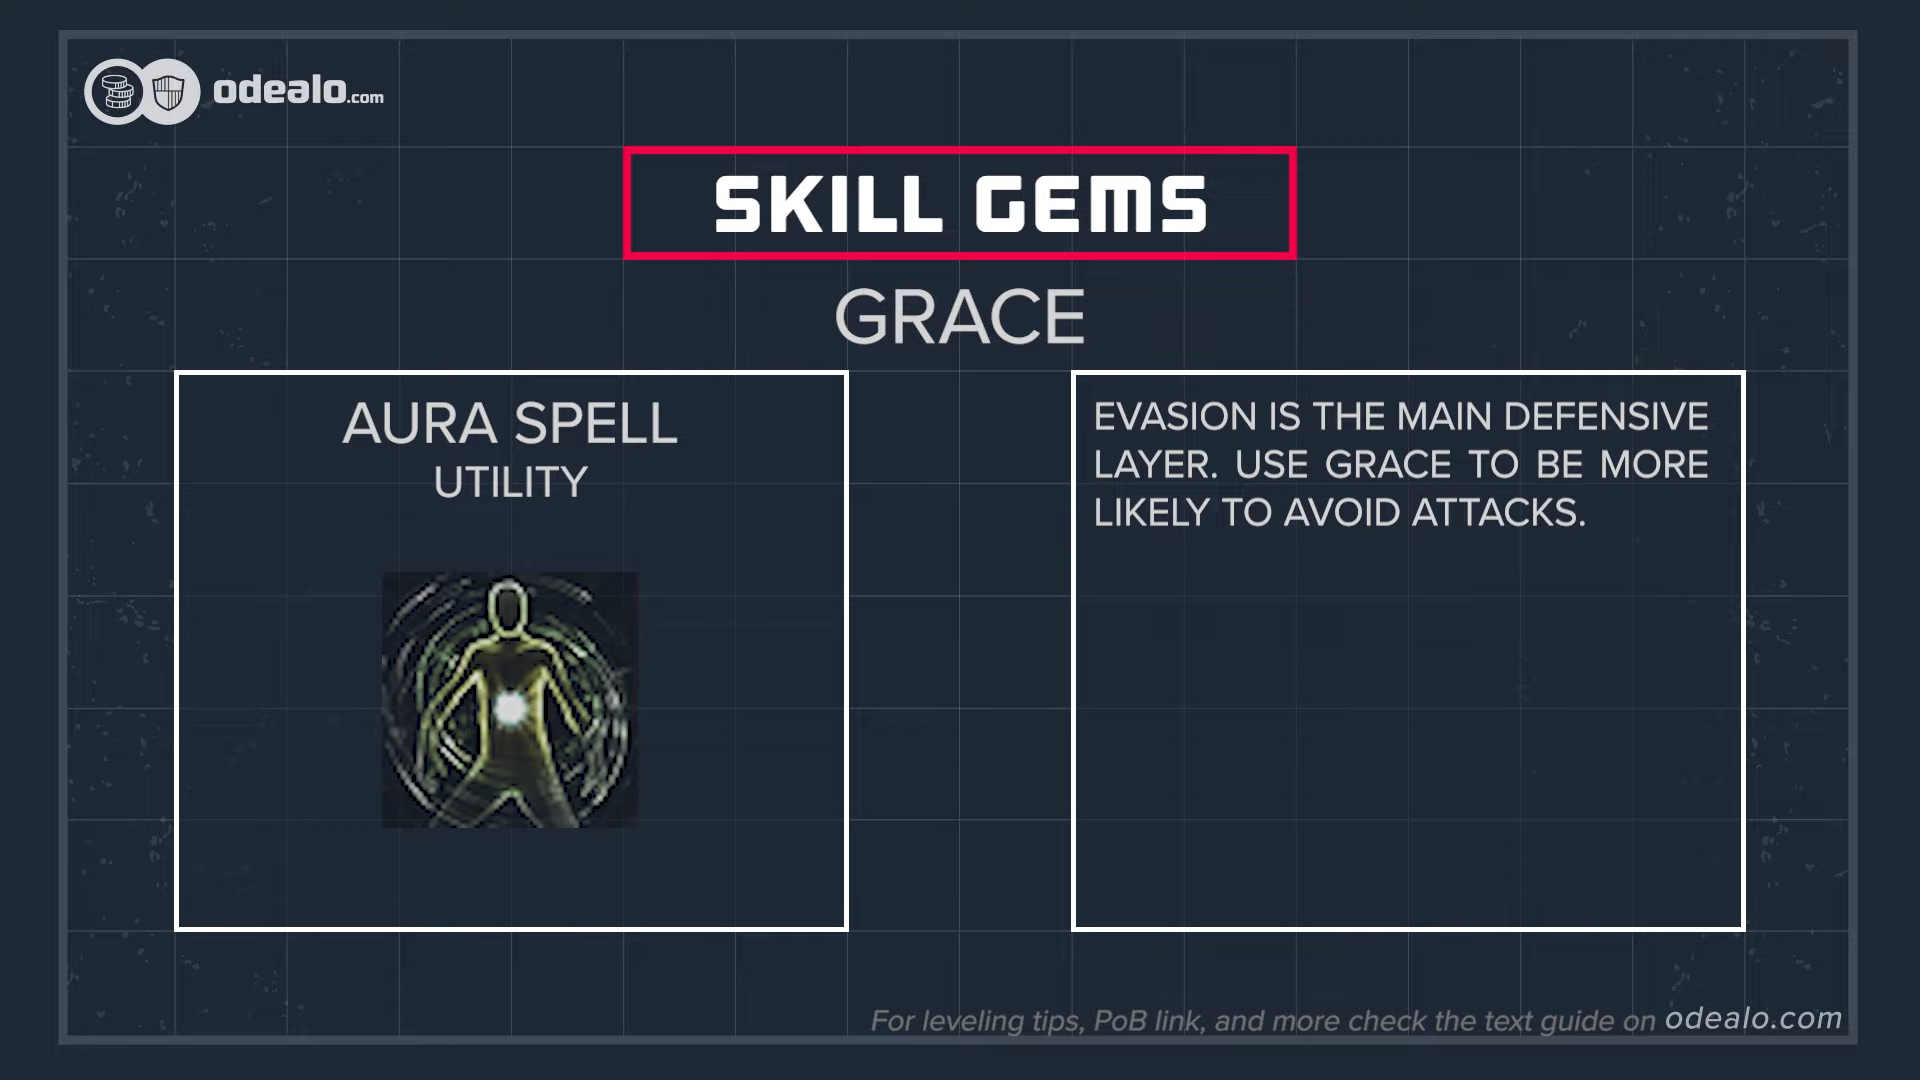 odealo.com
SKILL GEMS
GRACE
AURA SPELL
UTILITY
EVASION IS THE MAIN DEFENSIVE
LAYER. USE GRACE TO BE MORE
LIKELY TO AVOID ATTACKS.
For leveling tips, PoB link, and more check the text guide on odealo.com